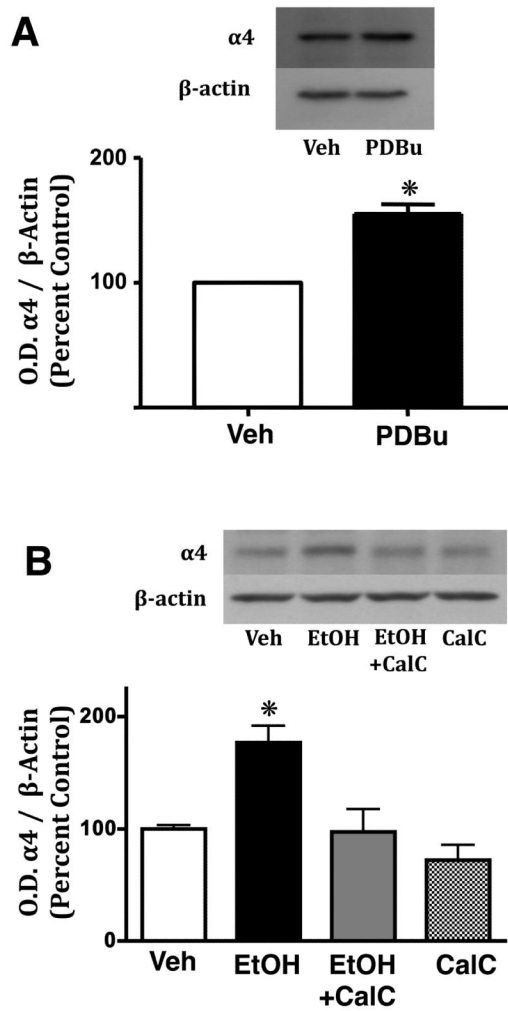 A
α4
β-actin
Veh PDBu
O.D. α4 / β-Actin
(Percent Control)
200
100
*
Veh PDBu
B
α4
β-actin
Veh EtOH EtOH +CalC CalC
O.D. α4 / β-Actin
(Percent Control)
200
100
0
*
Veh EtOH EtOH +CalC CalC